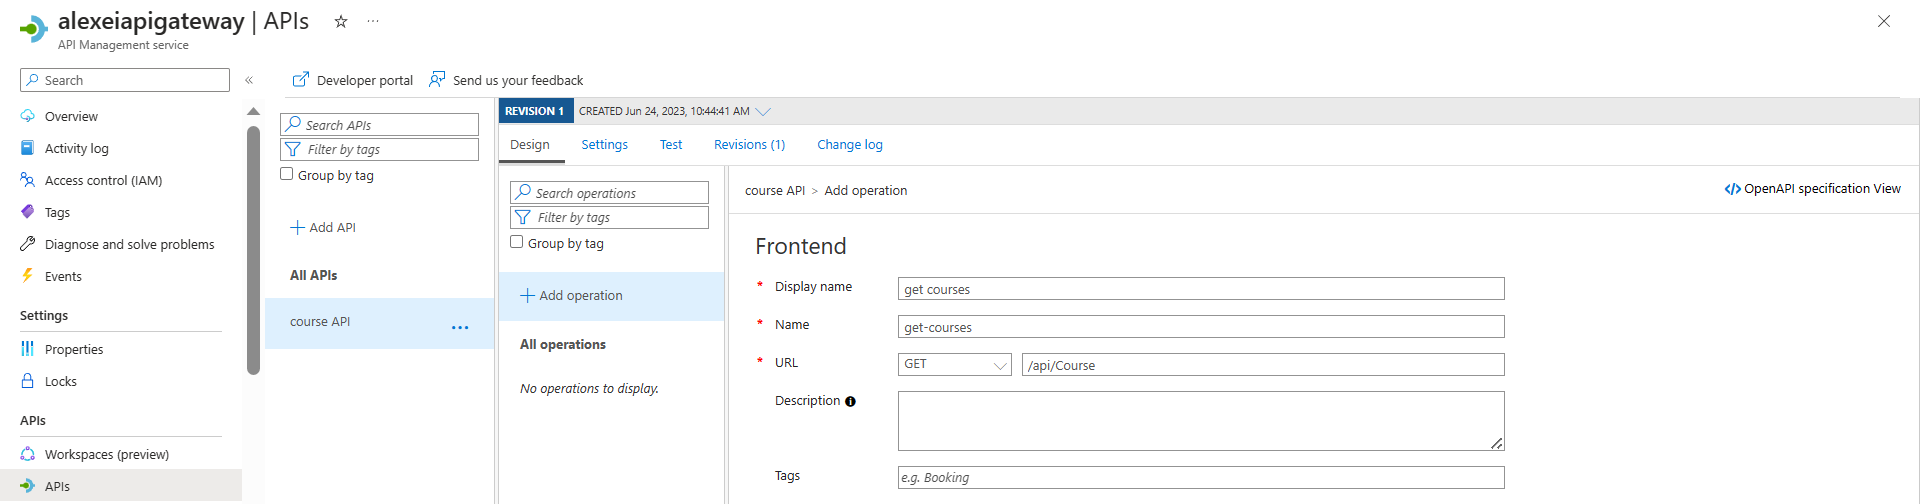 alexeiapigateway | APIs ☆ ...
API Management service
Search «
Overview
Activity log
Access control (IAM)
Tags
Diagnose and solve problems
Events
Settings
Properties
Locks
APIs
Workspaces (preview)
APIs
Developer portal Send us your feedback
Search APIs
Filter by tags
Group by tag
+ Add API
All APIs
course API ...
REVISION 1 CREATED Jun 24, 2023, 10:44:41 AM
Design Settings Test Revisions (1) Change log
Search operations
Filter by tags
Group by tag
+ Add operation
All operations
No operations to display.
course API > Add operation
</> OpenAPI specification View
Frontend
* Display name get courses
* Name get-courses
* URL GET /api/Course
Description
Tags e.g. Booking